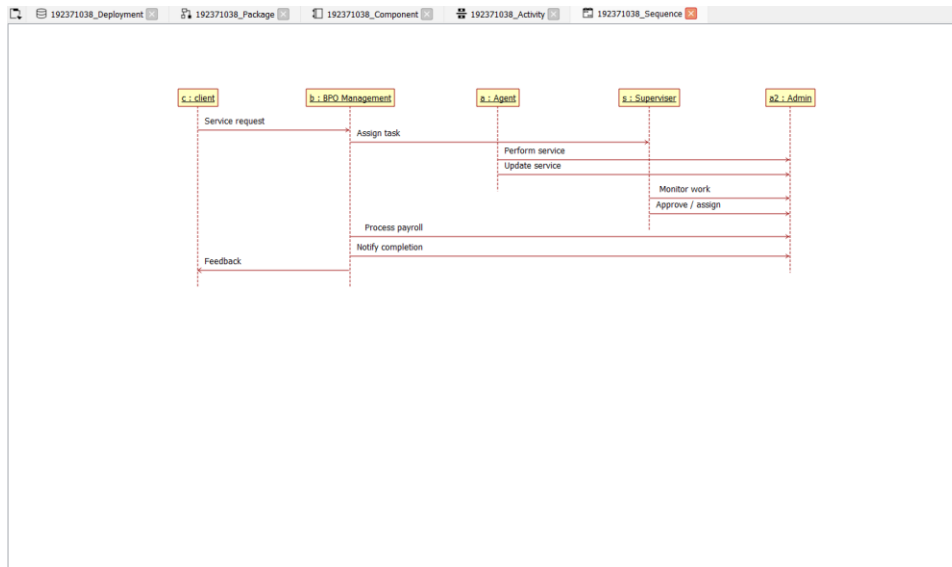 192371038_Deployment
192371038_Package
192371038_Component
192371038_Activity
192371038_Sequence
c : client
b : BPO Management
a : Agent
s : Superviser
a2 : Admin
Service request
Assign task
Perform service
Update service
Monitor work
Approve / assign
Process payroll
Notify completion
Feedback